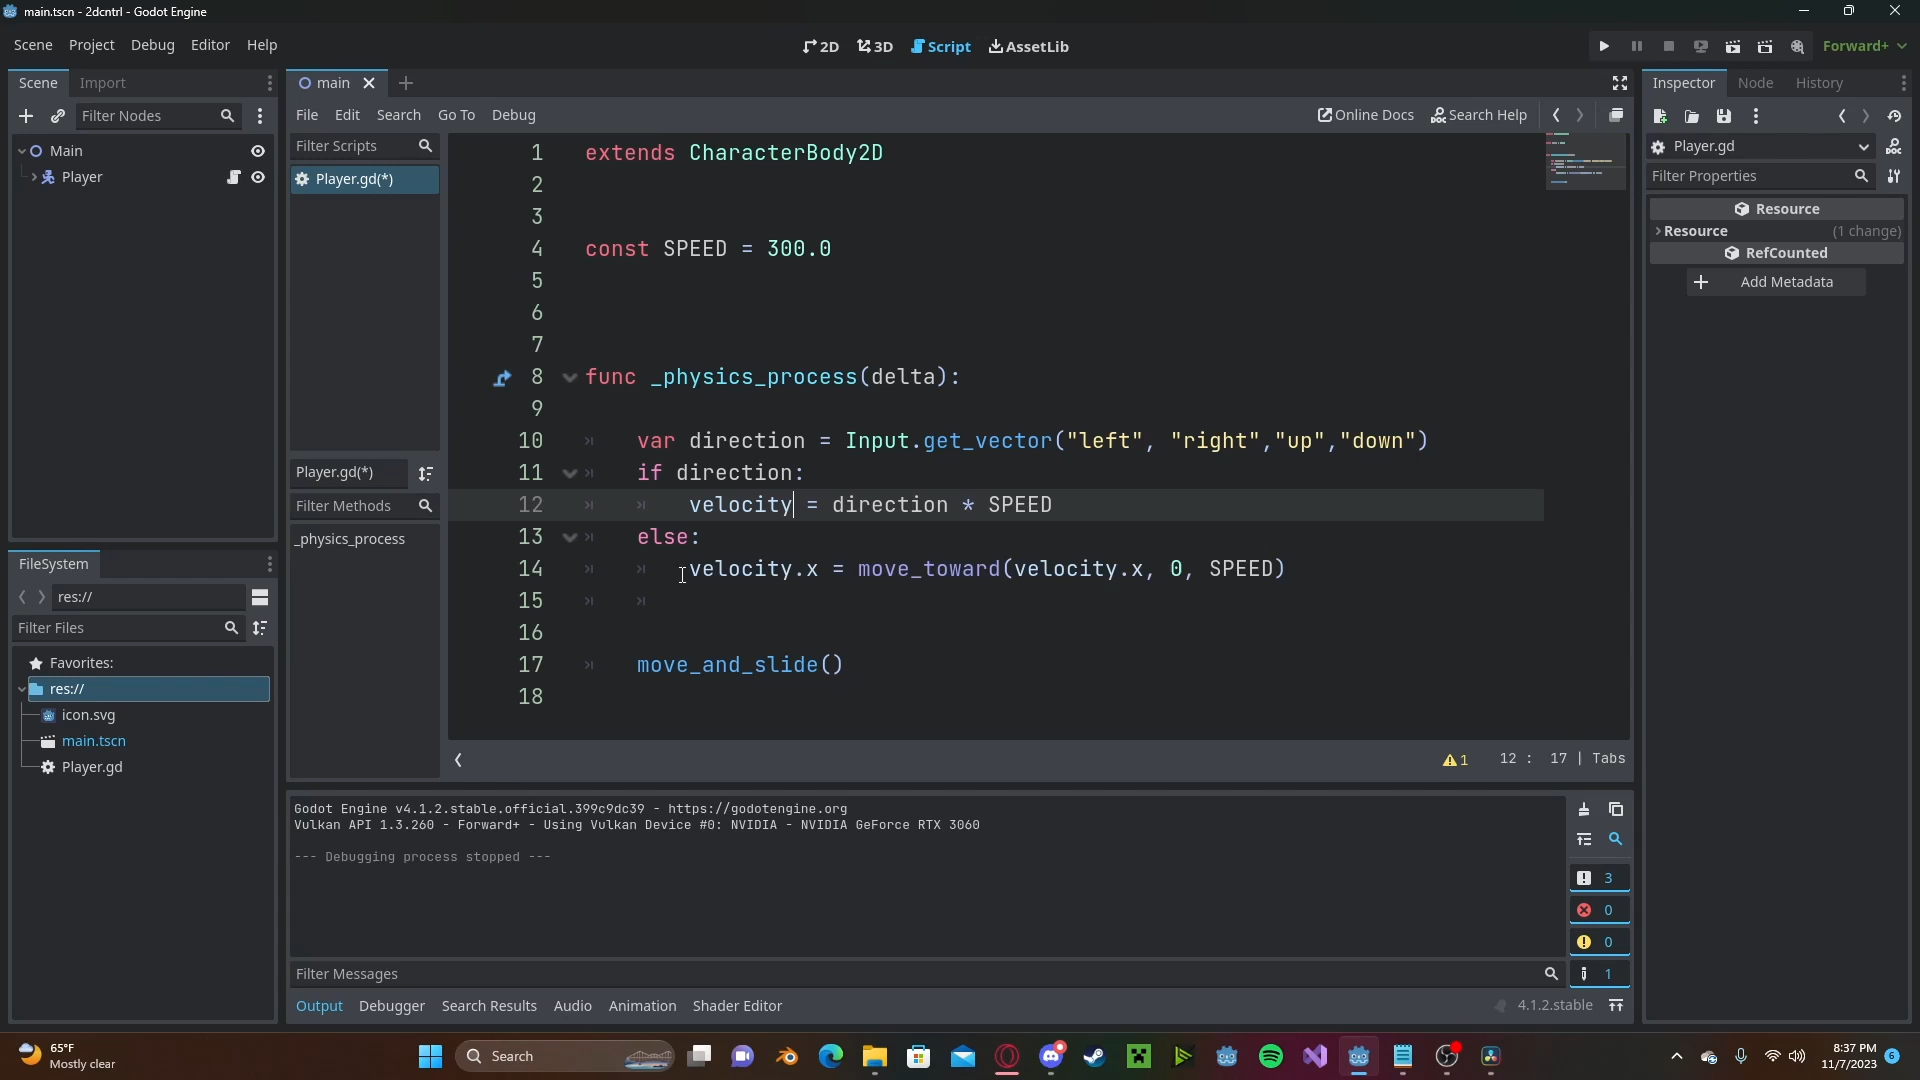 main.tscn - 2dcntrl - Godot Engine
Scene Project Debug Editor Help
2D 3D Script AssetLib
Forward+
Scene Import
Filter Nodes
Main
Player
main
File Edit Search Go To Debug
Online Docs Search Help
Filter Scripts
Player.gd(*)
Player.gd(*)
Filter Methods
_physics_process
1 extends CharacterBody2D
2
3
4 const SPEED = 300.0
5
6
7
8 func _physics_process(delta):
9
10 var direction = Input.get_vector("left", "right","up","down")
11 if direction:
12 velocity = direction * SPEED
13 else:
14 velocity.x = move_toward(velocity.x, 0, SPEED)
15
16
17 move_and_slide()
18
1 12 : 17 | Tabs
Inspector Node History
Player.gd
Filter Properties
Resource
Resource (1 change)
RefCounted
Add Metadata
FileSystem
res://
Filter Files
Favorites:
res://
icon.svg
main.tscn
Player.gd
Godot Engine v4.1.2.stable.official.399c9dc39 - https://godotengine.org
Vulkan API 1.3.260 - Forward+ - Using Vulkan Device #0: NVIDIA - NVIDIA GeForce RTX 3060
--- Debugging process stopped ---
3
0
0
1
Filter Messages
Output Debugger Search Results Audio Animation Shader Editor
4.1.2.stable
65°F
Mostly clear
Search
8:37 PM
11/7/2023
6